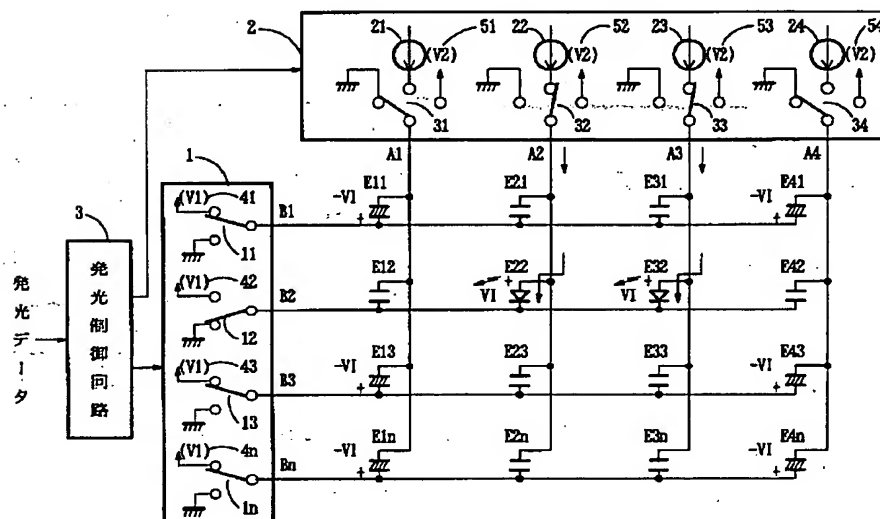 2
21
(V2)
51
22
(V2)
52
23
(V2)
53
24
(V2)
54
31
32
33
34
A1
A2
A3
A4
1
3
発光データ
発光制御回路
(V1)
41
11
B1
-VI
+
E11
E21
E31
-VI
+
E41
(V1)
42
12
B2
E12
E22
+
VI
E32
+
VI
E42
(V1)
43
13
B3
-VI
+
E13
E23
E33
-VI
+
E43
(V1)
4n
1n
Bn
-VI
+
E1n
E2n
E3n
-VI
+
E4n